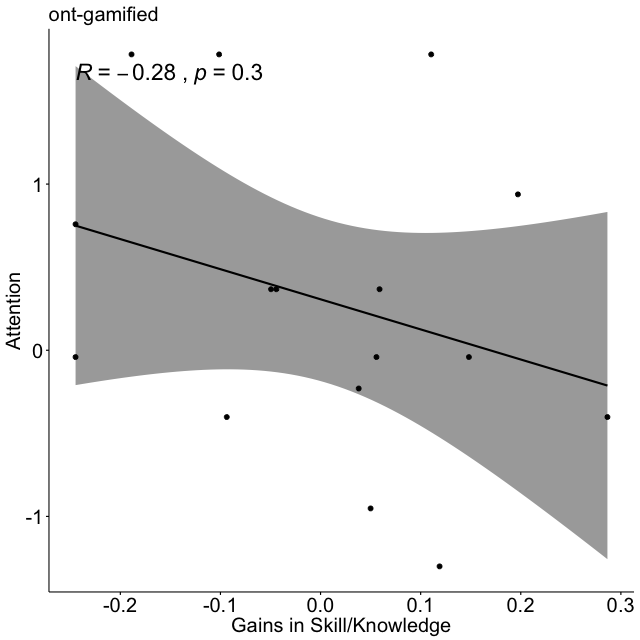 ont-gamified
R = −0.28 , p = 0.3
1
0
-1
Attention
-0.2 -0.1 0.0 0.1 0.2 0.3
Gains in Skill/Knowledge